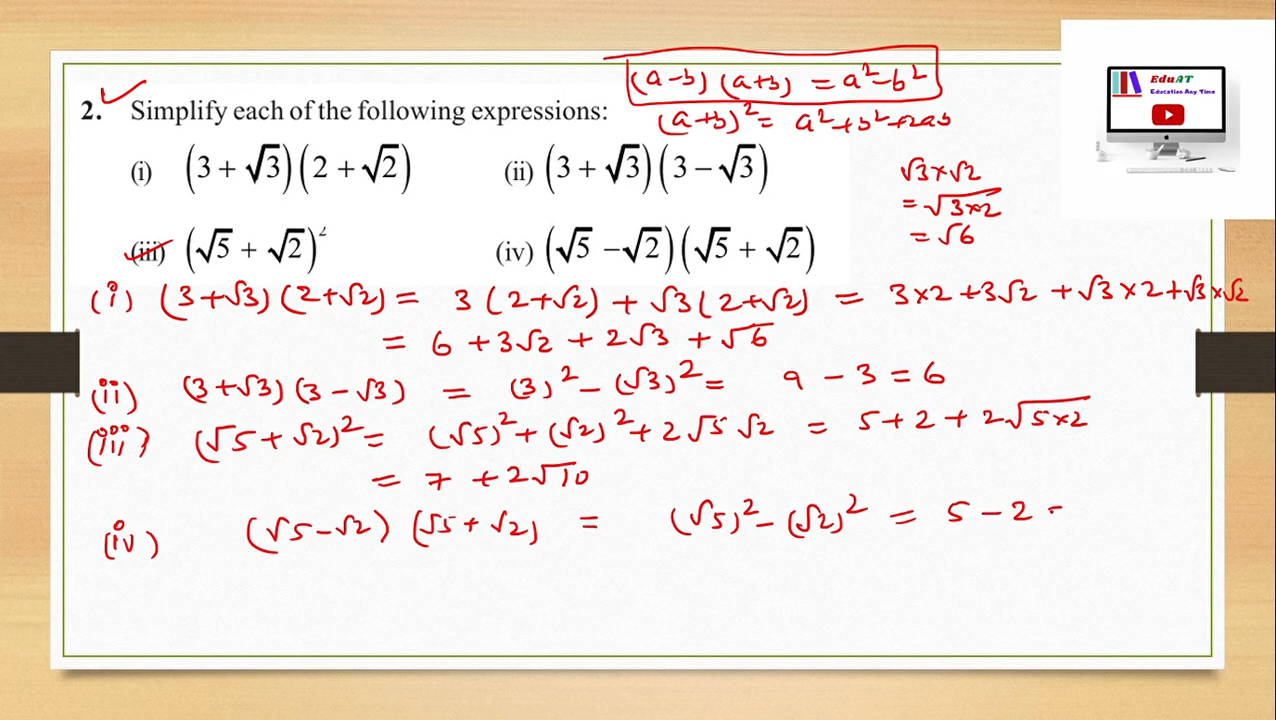 (a-b) (a+b) = a²-b²
(a+b)² = a²+b²+2ab
EduAT
Education Any Time
2. Simplify each of the following expressions:
(i) (3 + √3)(2 + √2) (ii) (3 + √3)(3 - √3)
(iii) (√5 + √2)² (iv) (√5 - √2)(√5 + √2)
√3×√2
= √3×2
= √6
(i) (3+√3)(2+√2) = 3(2+√2) + √3(2+√2) = 3×2+3√2 + √3×2+√3×√2
= 6 + 3√2 + 2√3 + √6
(ii) (3+√3)(3-√3) = (3)² - (√3)² = 9 - 3 = 6
(iii) (√5+√2)² = (√5)²+(√2)²+2√5 √2 = 5+2+2√5×2
= 7 + 2√10
(iv) (√5-√2) (√5+√2) = (√5)²-(√2)² = 5-2 =